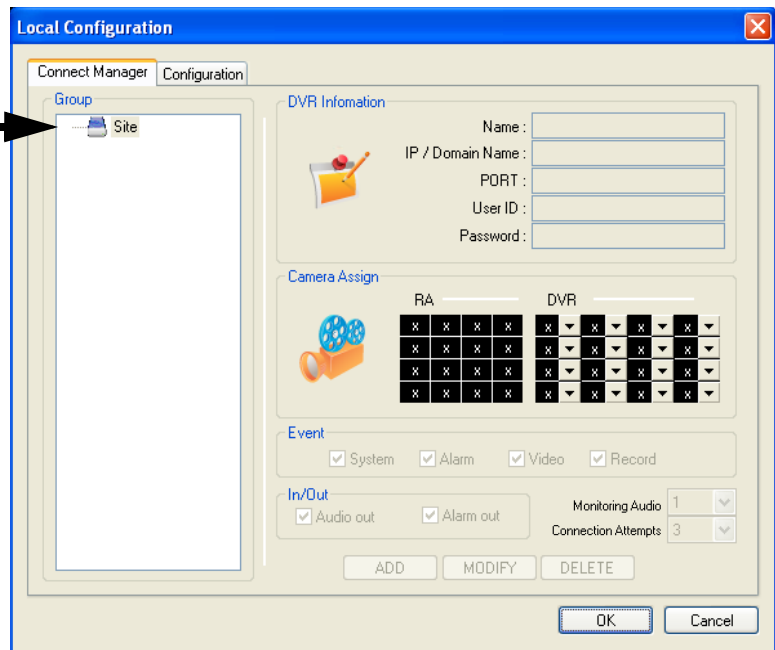 Local Configuration
Connect Manager Configuration
Group
Site
DVR Infomation
Name :
IP / Domain Name :
PORT :
User ID :
Password :
Camera Assign
RA DVR
x x x x x x x x
x x x x x x x x
x x x x x x x x
x x x x x x x x
Event
System Alarm Video Record
In/Out
Audio out Alarm out
Monitoring Audio 1
Connection Attempts 3
ADD MODIFY DELETE
OK Cancel